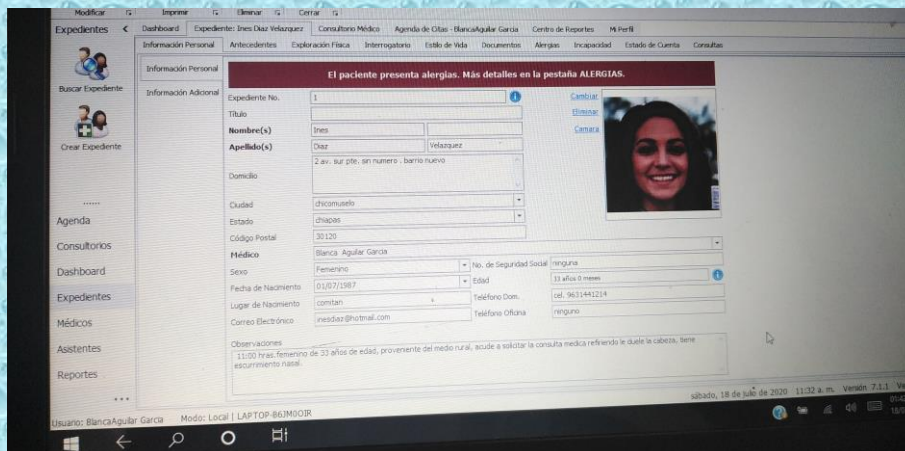 Modificar Imprimir Eliminar Cerrar
Expedientes < Dashboard Expediente: Ines Diaz Velazquez Consultorio Médico Agenda de Citas - BlancaAguilar Garcia Centro de Reportes Mi Perfil
Información Personal Antecedentes Exploración Física Interrogatorio Estilo de Vida Documentos Alergias Incapacidad Estado de Cuenta Consultas
Buscar Expediente
Crear Expediente
Agenda
Consultorios
Dashboard
Expedientes
Médicos
Asistentes
Reportes
Información Personal
Información Adicional
El paciente presenta alergias. Más detalles en la pestaña ALERGIAS.
Expediente No. 1
Título
Nombre(s) Ines
Apellido(s) Diaz Velazquez
Domicilio 2 av. sur pte. sin numero . barrio nuevo
Ciudad chicomuselo
Estado chiapas
Código Postal 30120
Médico Blanca Aguilar Garcia
Sexo Femenino No. de Seguridad Social ninguna
Fecha de Nacimiento 01/07/1987 Edad 33 años 0 meses
Lugar de Nacimiento comitan Teléfono Dom. cel. 9631441214
Correo Electrónico inesdiaz@hotmail.com Teléfono Oficina ninguno
Cambiar
Eliminar
Camara
Observaciones
11:00 hras.femenino de 33 años de edad, proveniente del medio rural, acude a solicitar la consulta medica refiriendo le duele la cabeza, tiene
escurrimiento nasal.
Usuario: BlancaAguilar Garcia Modo: Local | LAPTOP-B6JM0OIR
sábado, 18 de julio de 2020 11:32 a. m. Versión 7.1.1